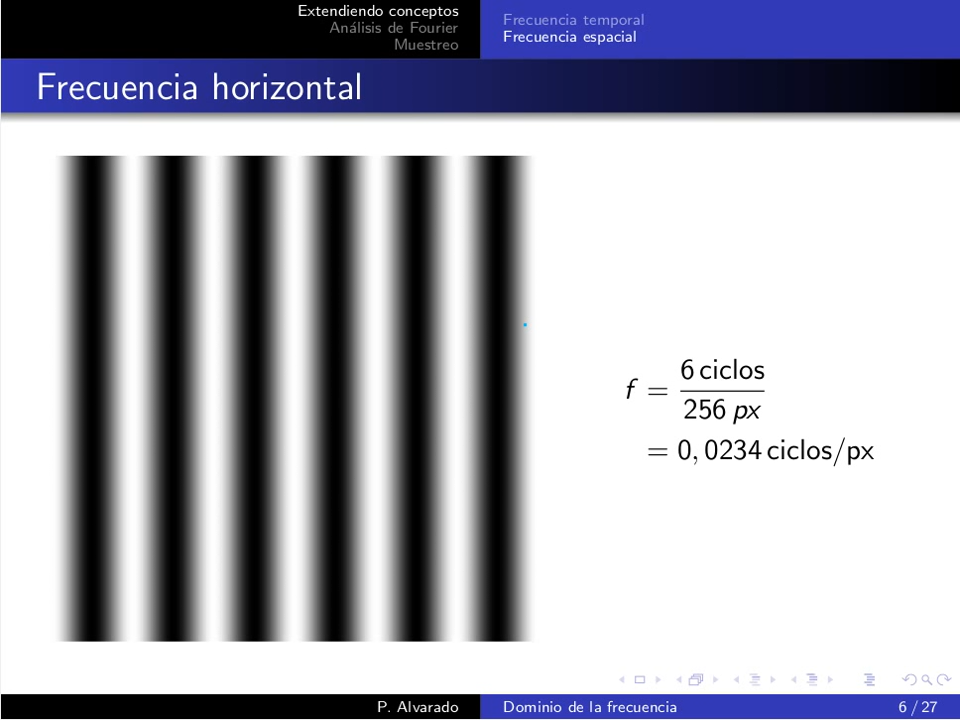 Extendiendo conceptos
Análisis de Fourier
Muestreo
Frecuencia temporal
Frecuencia espacial
Frecuencia horizontal
f = 6 ciclos
256 px
= 0, 0234 ciclos/px
P. Alvarado
Dominio de la frecuencia
6 / 27